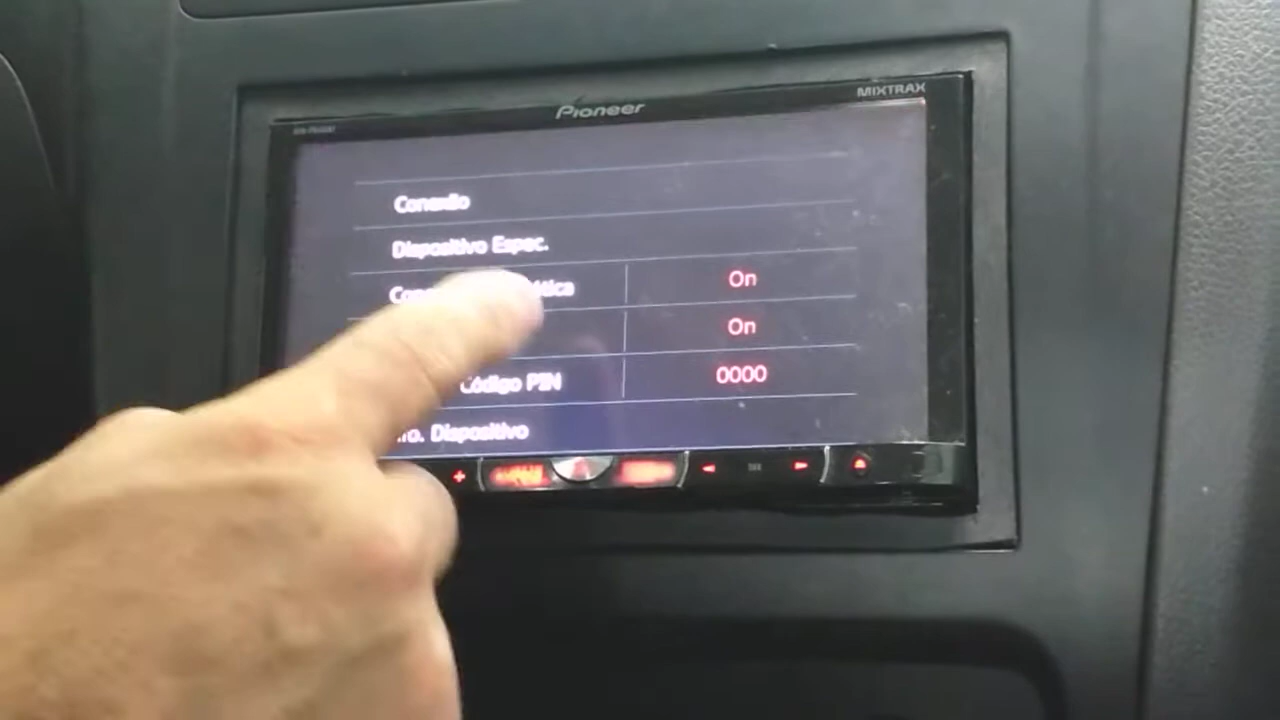 Pioneer
MIXTRAX
Conexão
Dispositivo Espec.
On
On
Código PIN 0000
Dispositivo